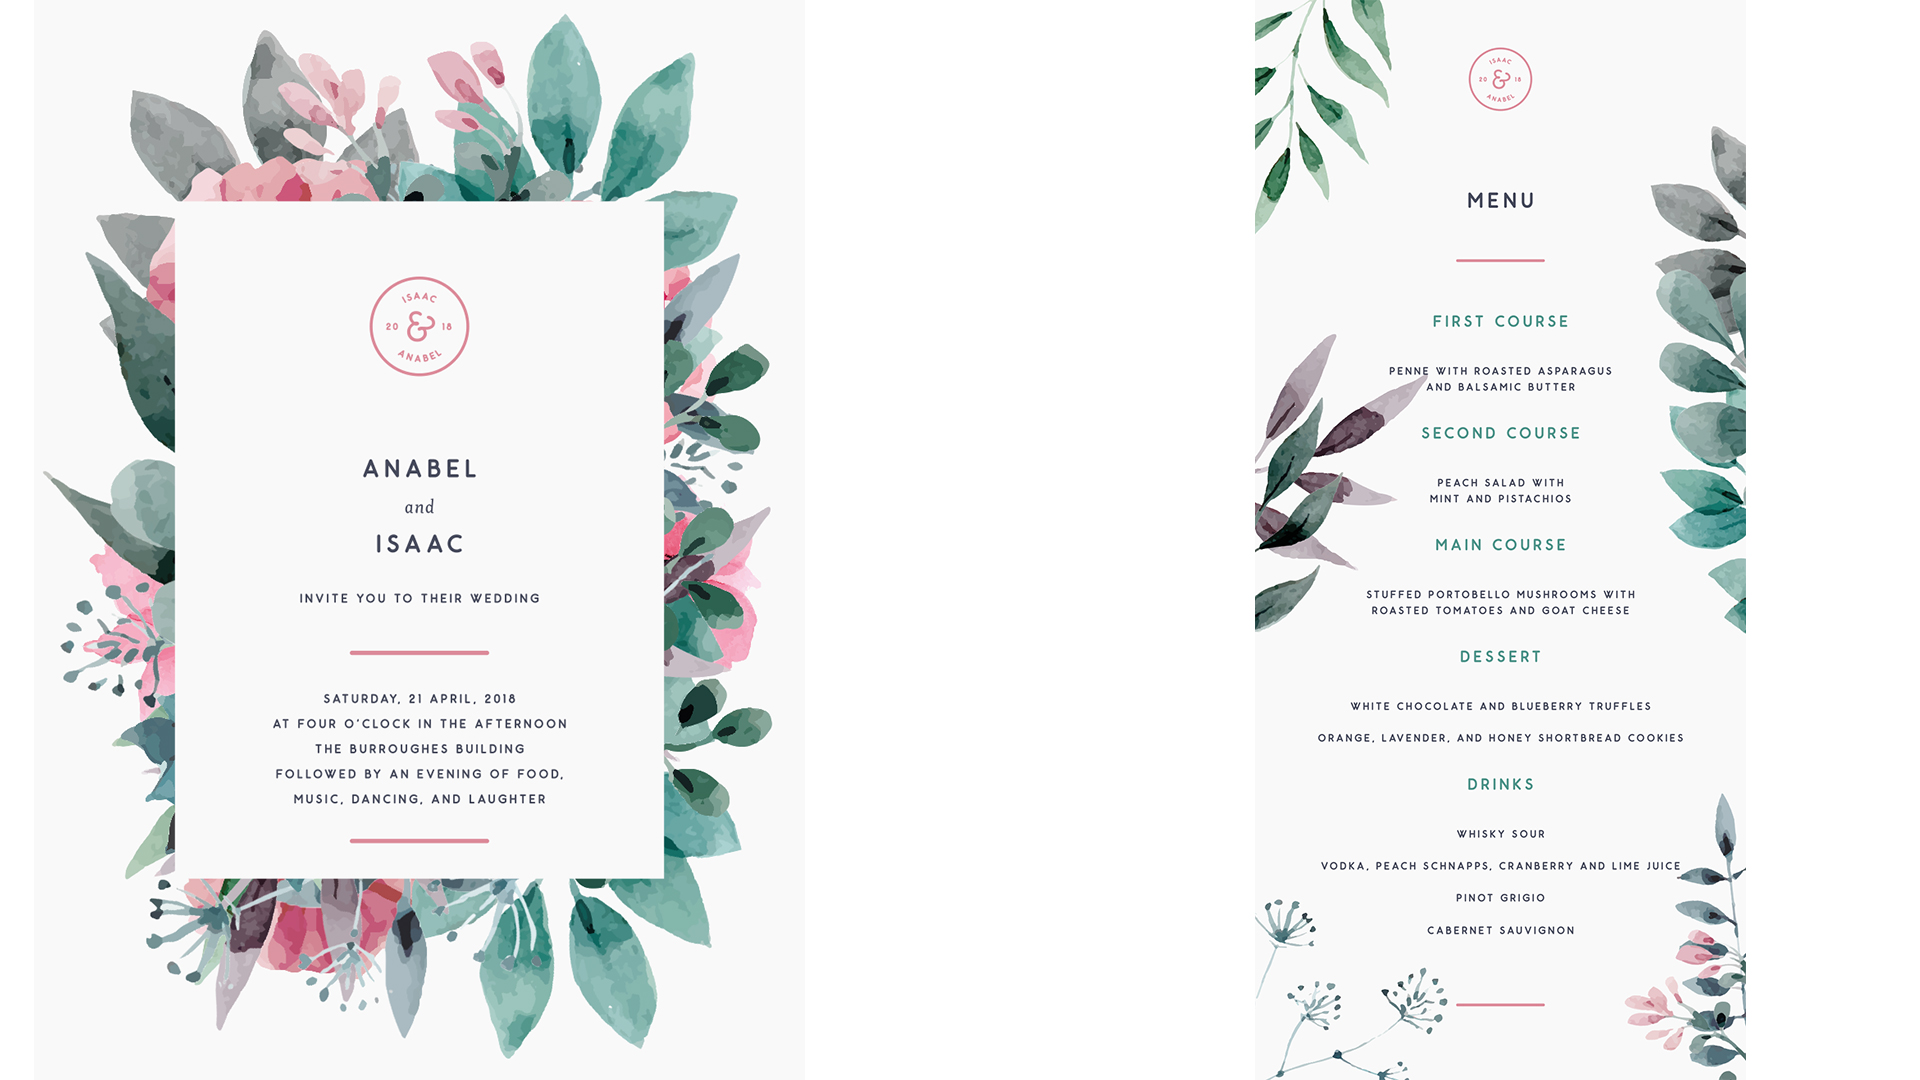 ISAAC
20 & 18
ANABEL
ANABEL
and
ISAAC
INVITE YOU TO THEIR WEDDING
SATURDAY, 21 APRIL, 2018
AT FOUR O'CLOCK IN THE AFTERNOON
THE BURROUGHES BUILDING
FOLLOWED BY AN EVENING OF FOOD,
MUSIC, DANCING, AND LAUGHTER
ISAAC
20 & 18
ANABEL
MENU
FIRST COURSE
PENNE WITH ROASTED ASPARAGUS
AND BALSAMIC BUTTER
SECOND COURSE
PEACH SALAD WITH
MINT AND PISTACHIOS
MAIN COURSE
STUFFED PORTOBELLO MUSHROOMS WITH
ROASTED TOMATOES AND GOAT CHEESE
DESSERT
WHITE CHOCOLATE AND BLUEBERRY TRUFFLES
ORANGE, LAVENDER, AND HONEY SHORTBREAD COOKIES
DRINKS
WHISKY SOUR
VODKA, PEACH SCHNAPPS, CRANBERRY AND LIME JUICE
PINOT GRIGIO
CABERNET SAUVIGNON